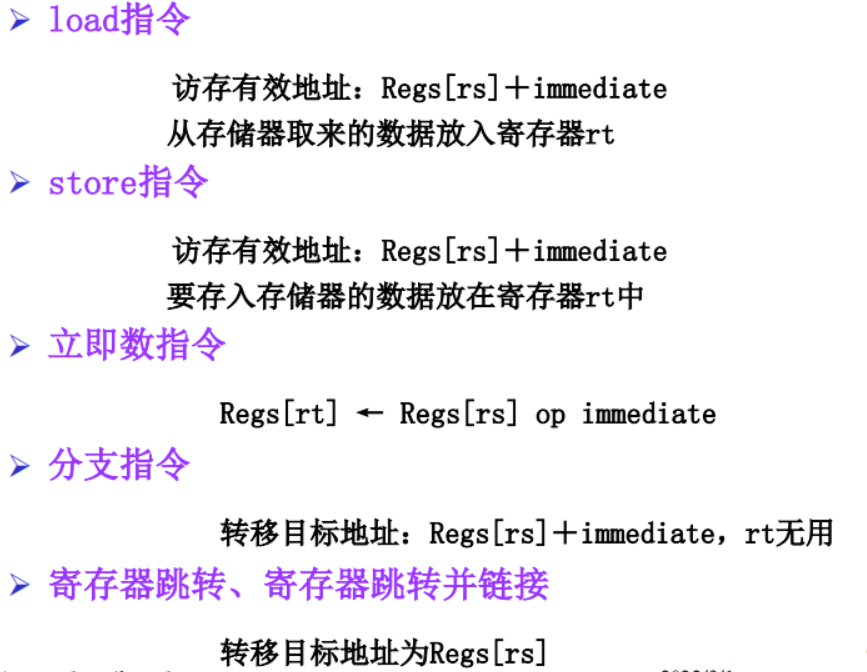 ➢ load指令
访存有效地址：Regs[rs]＋immediate
从存储器取来的数据放入寄存器rt
➢ store指令
访存有效地址：Regs[rs]＋immediate
要存入存储器的数据放在寄存器rt中
➢ 立即数指令
Regs[rt] ← Regs[rs] op immediate
➢ 分支指令
转移目标地址：Regs[rs]＋immediate，rt无用
➢ 寄存器跳转、寄存器跳转并链接
转移目标地址为Regs[rs]